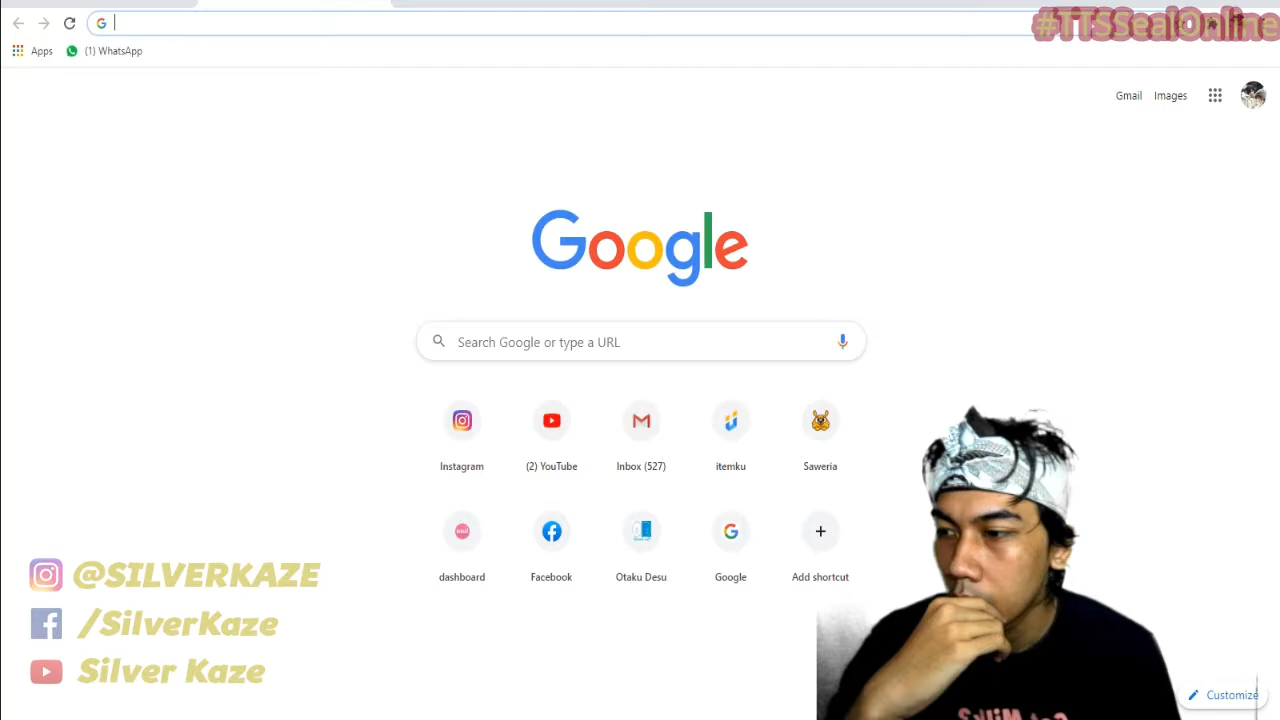 #TTSSealOnline
Apps (1) WhatsApp
Gmail Images
Google
Search Google or type a URL
Instagram (2) YouTube Inbox (527) itemku Saweria
dashboard Facebook Otaku Desu Google Add shortcut
@SILVERKAZE
/SilverKaze
Silver Kaze
Customize